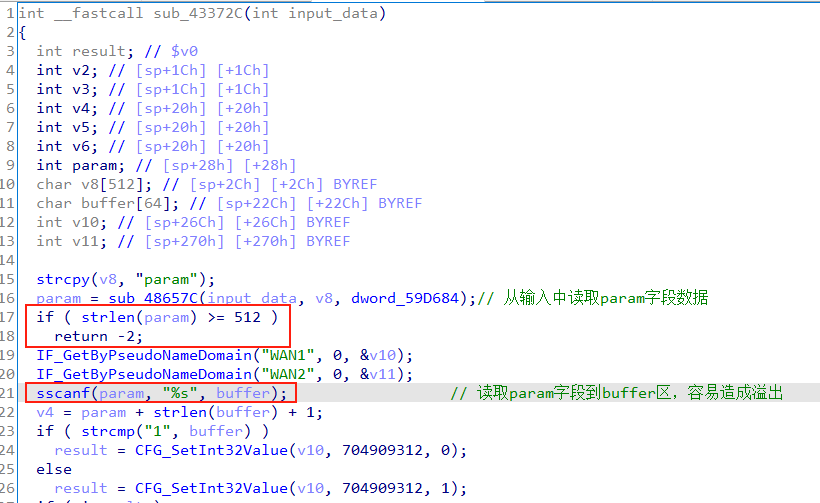 1 int __fastcall sub_43372C(int input_data)
2 {
3 int result; // $v0
4 int v2; // [sp+1Ch] [+1Ch]
5 int v3; // [sp+1Ch] [+1Ch]
6 int v4; // [sp+20h] [+20h]
7 int v5; // [sp+20h] [+20h]
8 int v6; // [sp+20h] [+20h]
9 int param; // [sp+28h] [+28h]
10 char v8[512]; // [sp+2Ch] [+2Ch] BYREF
11 char buffer[64]; // [sp+22Ch] [+22Ch] BYREF
12 int v10; // [sp+26Ch] [+26Ch] BYREF
13 int v11; // [sp+270h] [+270h] BYREF
14
15 strcpy(v8, "param");
16 param = sub_48657C(input_data, v8, dword_59D684);// 从输入中读取param字段数据
17 if ( strlen(param) >= 512 )
18 return -2;
19 IF_GetByPseudoNameDomain("WAN1", 0, &v10);
20 IF_GetByPseudoNameDomain("WAN2", 0, &v11);
21 sscanf(param, "%s", buffer); // 读取param字段到buffer区，容易造成溢出
22 v4 = param + strlen(buffer) + 1;
23 if ( strcmp("1", buffer) )
24 result = CFG_SetInt32Value(v10, 704909312, 0);
25 else
26 result = CFG_SetInt32Value(v10, 704909312, 1);